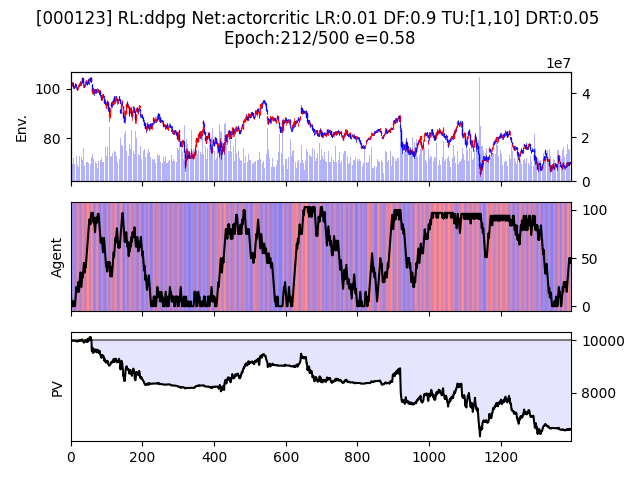 [000123] RL:ddpg Net:actorcritic LR:0.01 DF:0.9 TU:[1,10] DRT:0.05
Epoch:212/500 e=0.58
1e7
100
80
Env.
4
2
0
Agent
100
50
0
PV
10000
8000
0
200
400
600
800
1000
1200